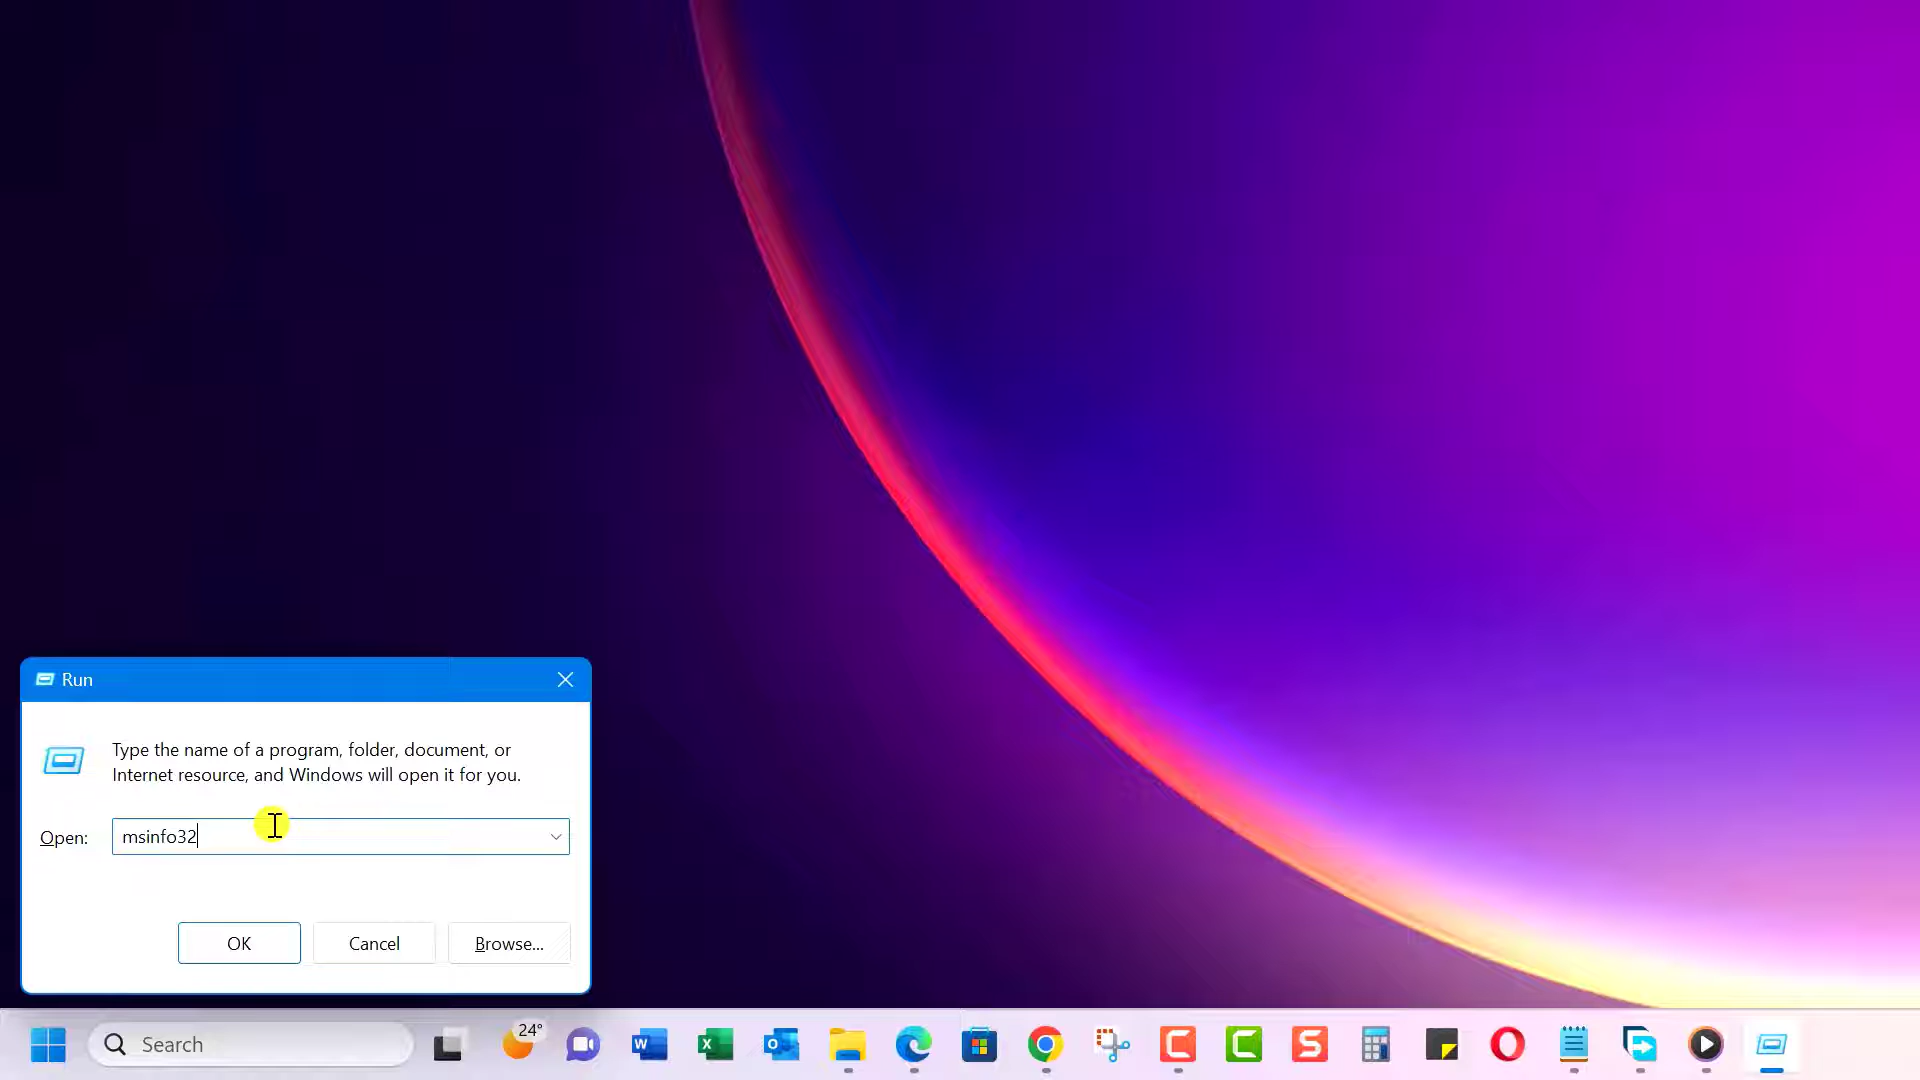 Run
Type the name of a program, folder, document, or
Internet resource, and Windows will open it for you.
Open: msinfo32
OK Cancel Browse...
Search 24°